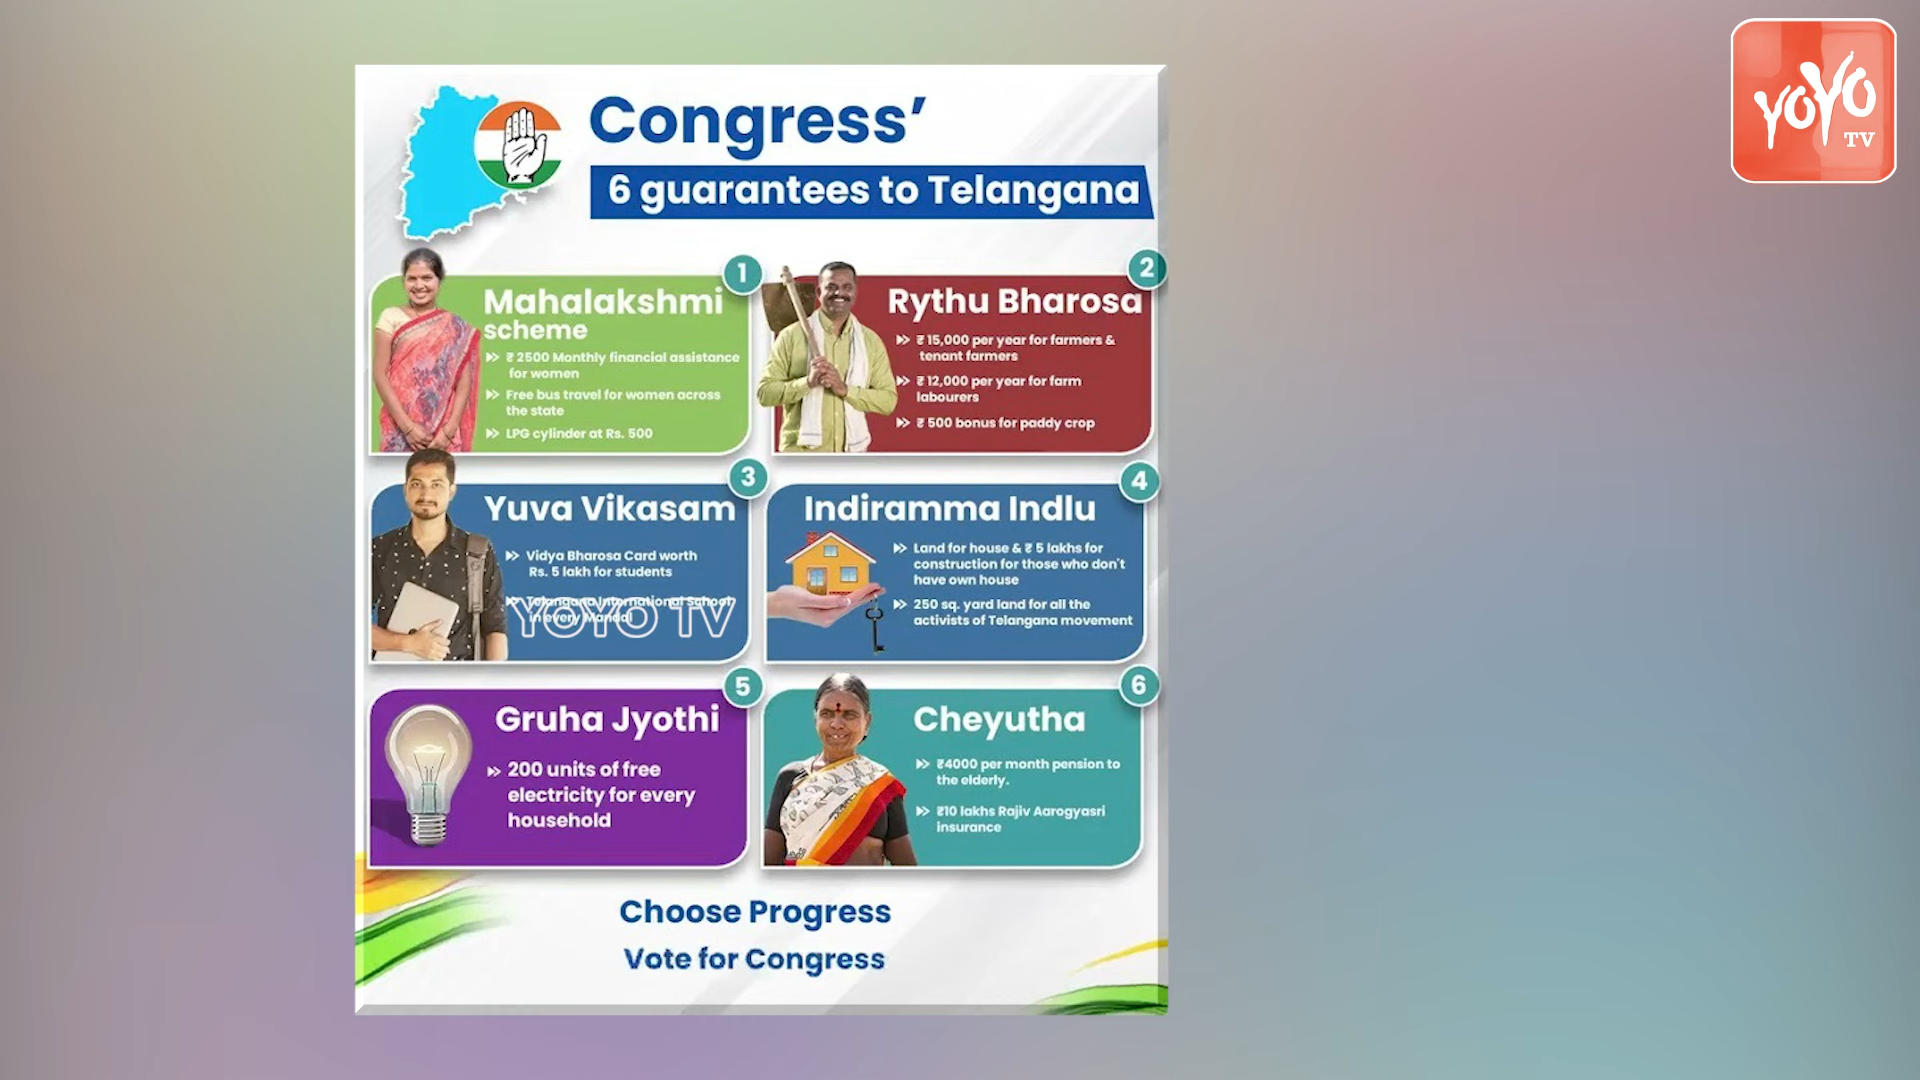 YOYO
TV
Congress'
6 guarantees to Telangana
1
Mahalakshmi
scheme
₹ 2500 Monthly financial assistance
for women
Free bus travel for women across
the state
LPG cylinder at Rs. 500
2
Rythu Bharosa
₹ 15,000 per year for farmers &
tenant farmers
₹ 12,000 per year for farm
labourers
₹ 500 bonus for paddy crop
3
Yuva Vikasam
Vidya Bharosa Card worth
Rs. 5 lakh for students
Telangana International School
in every Mandal
YOYO TV
4
Indiramma Indlu
Land for house & ₹ 5 lakhs for
construction for those who don't
have own house
250 sq. yard land for all the
activists of Telangana movement
5
Gruha Jyothi
200 units of free
electricity for every
household
6
Cheyutha
₹4000 per month pension to
the elderly.
₹10 lakhs Rajiv Aarogyasri
insurance
Choose Progress
Vote for Congress